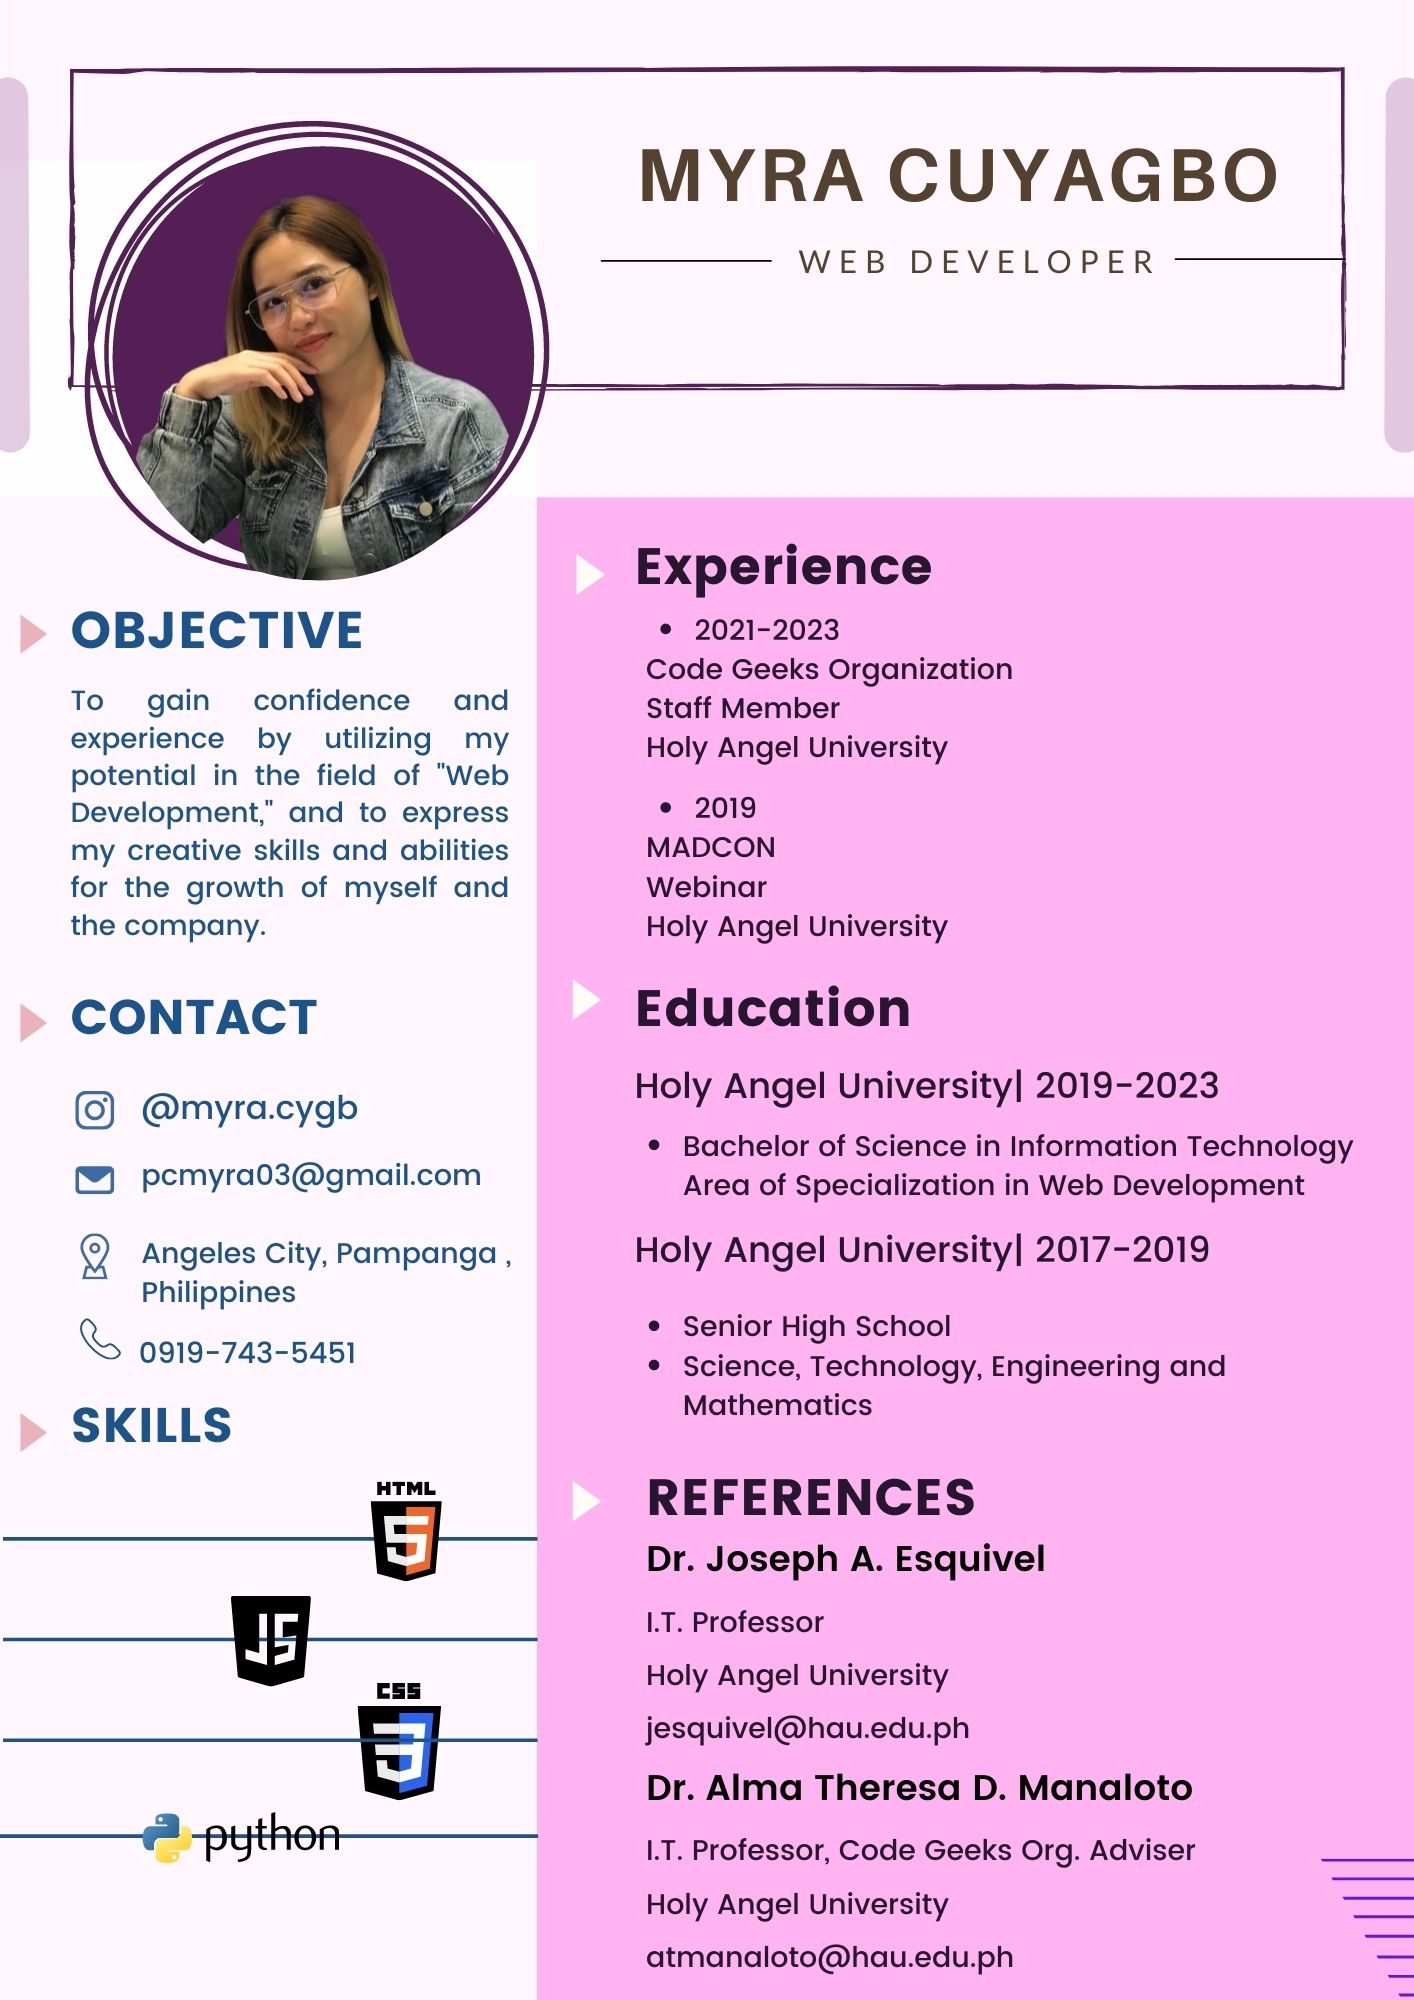 MYRA CUYAGBO
WEB DEVELOPER
OBJECTIVE
To gain confidence and
experience by utilizing my
potential in the field of "Web
Development," and to express
my creative skills and abilities
for the growth of myself and
the company.
CONTACT
@myra.cygb
pcmyra03@gmail.com
Angeles City, Pampanga ,
Philippines
0919-743-5451
SKILLS
HTML
5
JS
CSS
3
python
Experience
• 2021-2023
Code Geeks Organization
Staff Member
Holy Angel University
• 2019
MADCON
Webinar
Holy Angel University
Education
Holy Angel University| 2019-2023
• Bachelor of Science in Information Technology
Area of Specialization in Web Development
Holy Angel University| 2017-2019
• Senior High School
• Science, Technology, Engineering and
Mathematics
REFERENCES
Dr. Joseph A. Esquivel
I.T. Professor
Holy Angel University
jesquivel@hau.edu.ph
Dr. Alma Theresa D. Manaloto
I.T. Professor, Code Geeks Org. Adviser
Holy Angel University
atmanaloto@hau.edu.ph